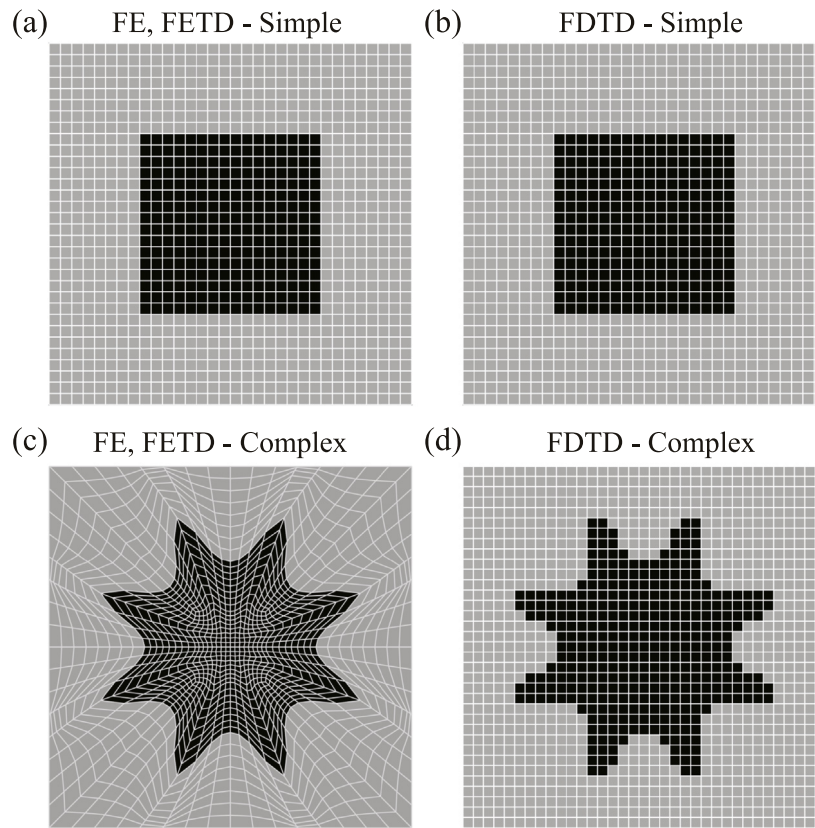 (a) FE, FETD - Simple
(b) FDTD - Simple
(c) FE, FETD - Complex
(d) FDTD - Complex